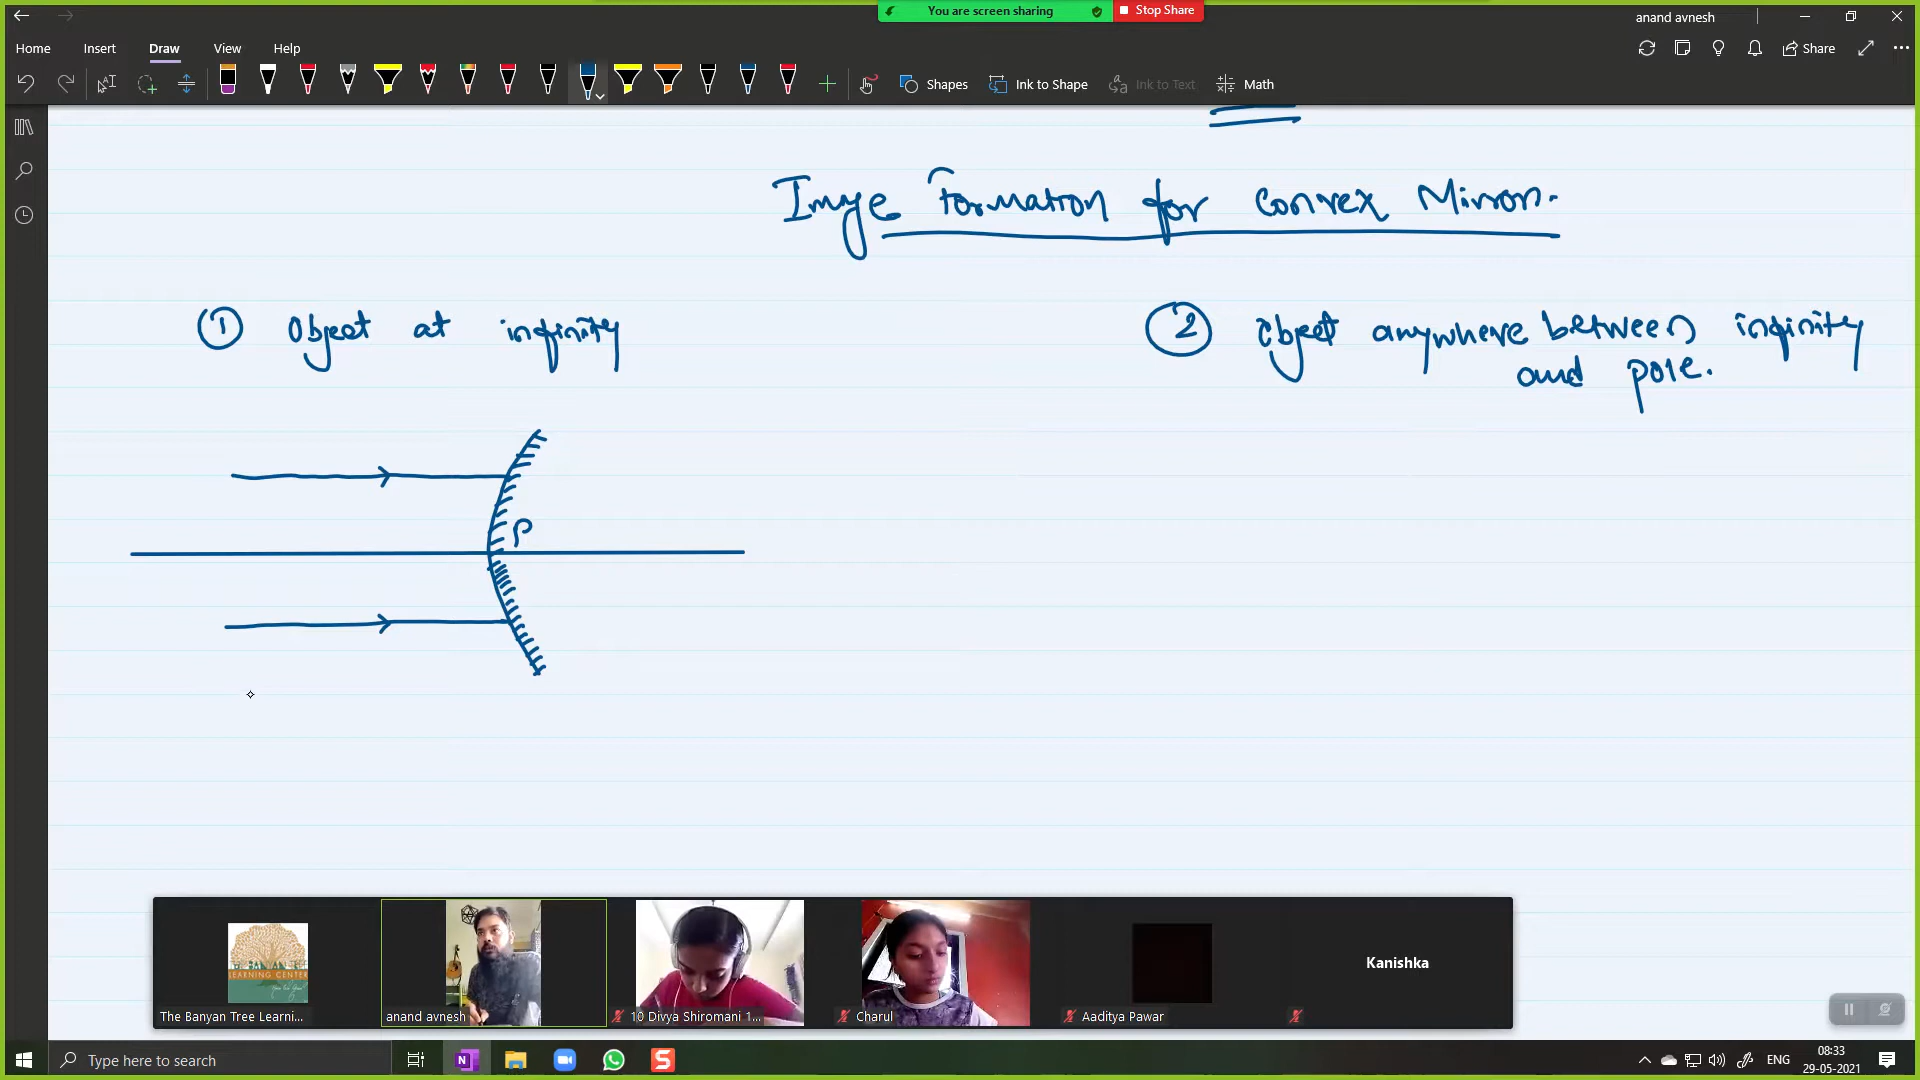 You are screen sharing
Stop Share
anand avnesh
Home Insert Draw View Help
Share
Shapes
Ink to Shape
Ink to Text
Math
Image Formation for Convex Mirror.
① Object at infinity
② Object anywhere between infinity
and pole.
P
Kanishka
LEARNING CENTER
The Banyan Tree Learni...
anand avnesh
10 Divya Shiromani 1...
Charul
Aaditya Pawar
Type here to search
ENG
08:33
29-05-2021